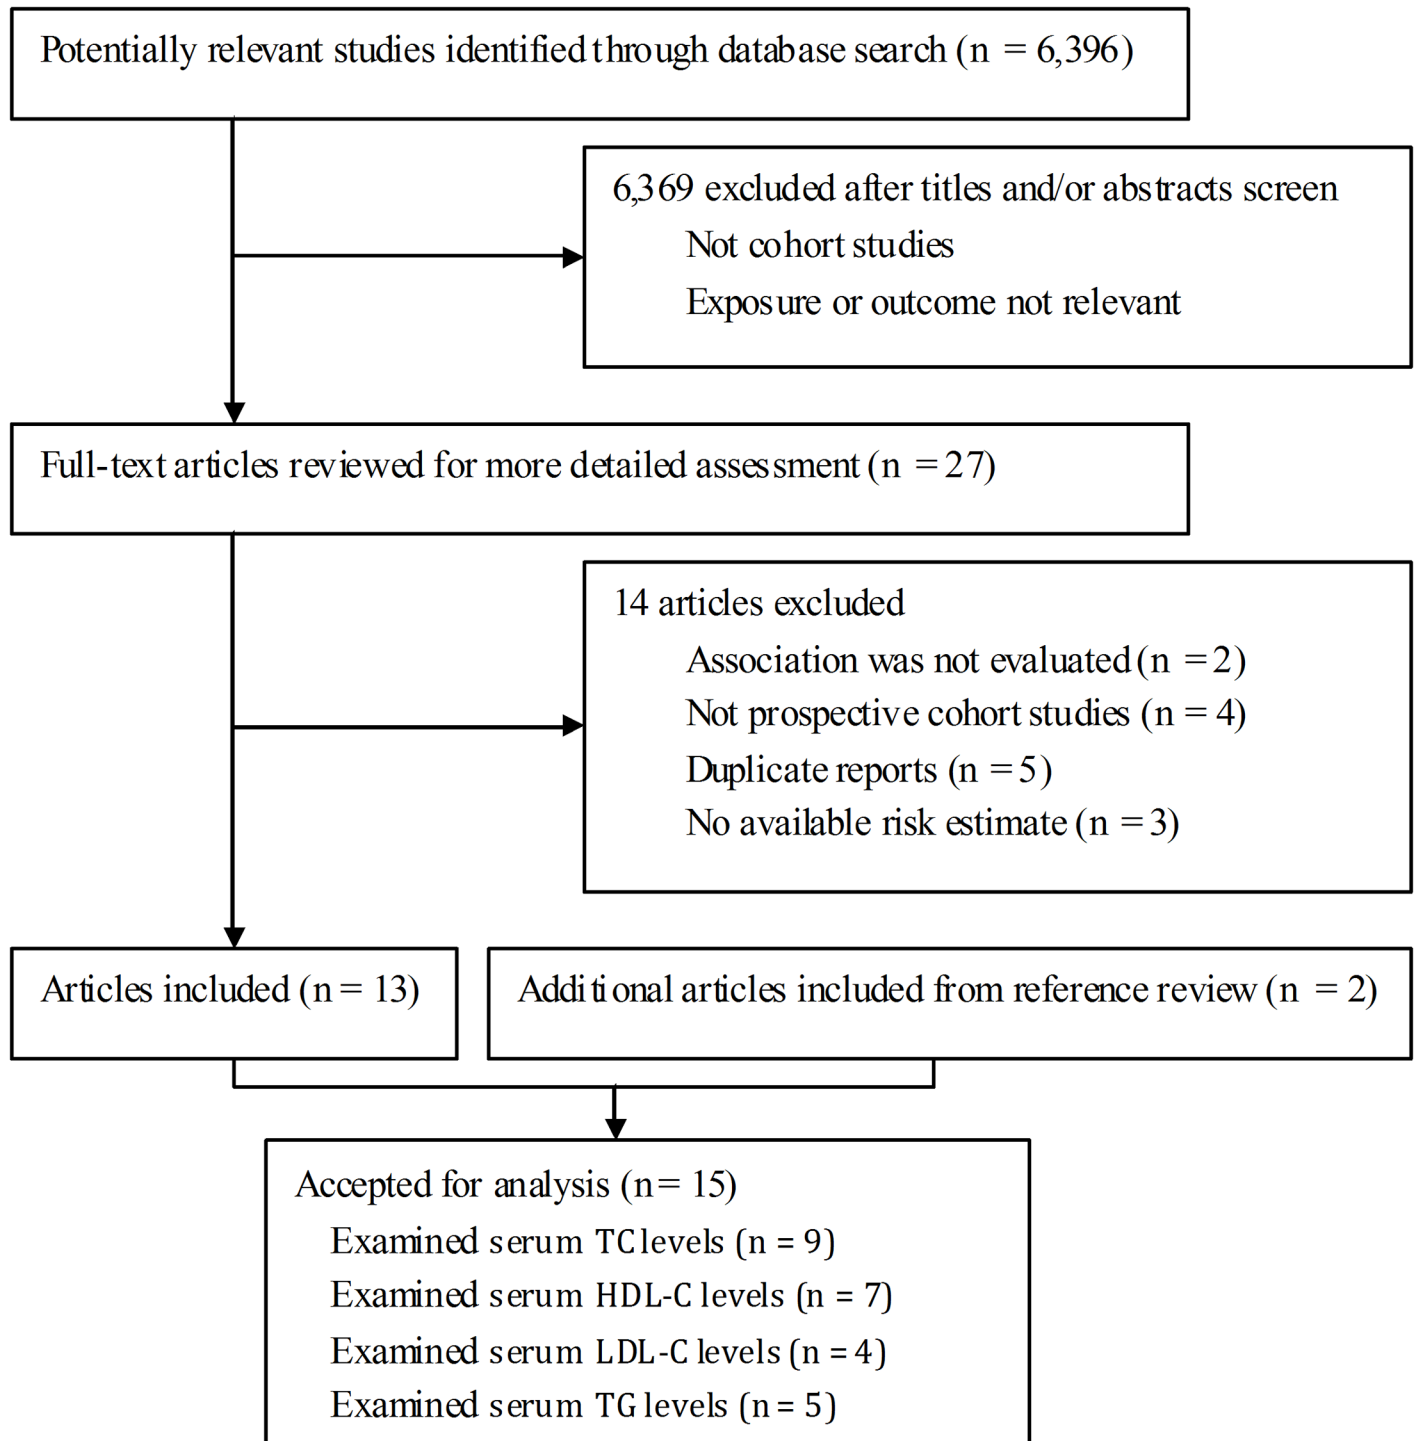 Potentially relevant studies identified through database search (n = 6,396)
6,369 excluded after titles and/or abstracts screen
Not cohort studies
Exposure or outcome not relevant
Full-text articles reviewed for more detailed assessment (n = 27)
14 articles excluded
Association was not evaluated (n = 2)
Not prospective cohort studies (n = 4)
Duplicate reports (n = 5)
No available risk estimate (n = 3)
Articles included (n = 13)
Additional articles included from reference review (n = 2)
Accepted for analysis (n = 15)
Examined serum TC levels (n = 9)
Examined serum HDL-C levels (n = 7)
Examined serum LDL-C levels (n = 4)
Examined serum TG levels (n = 5)